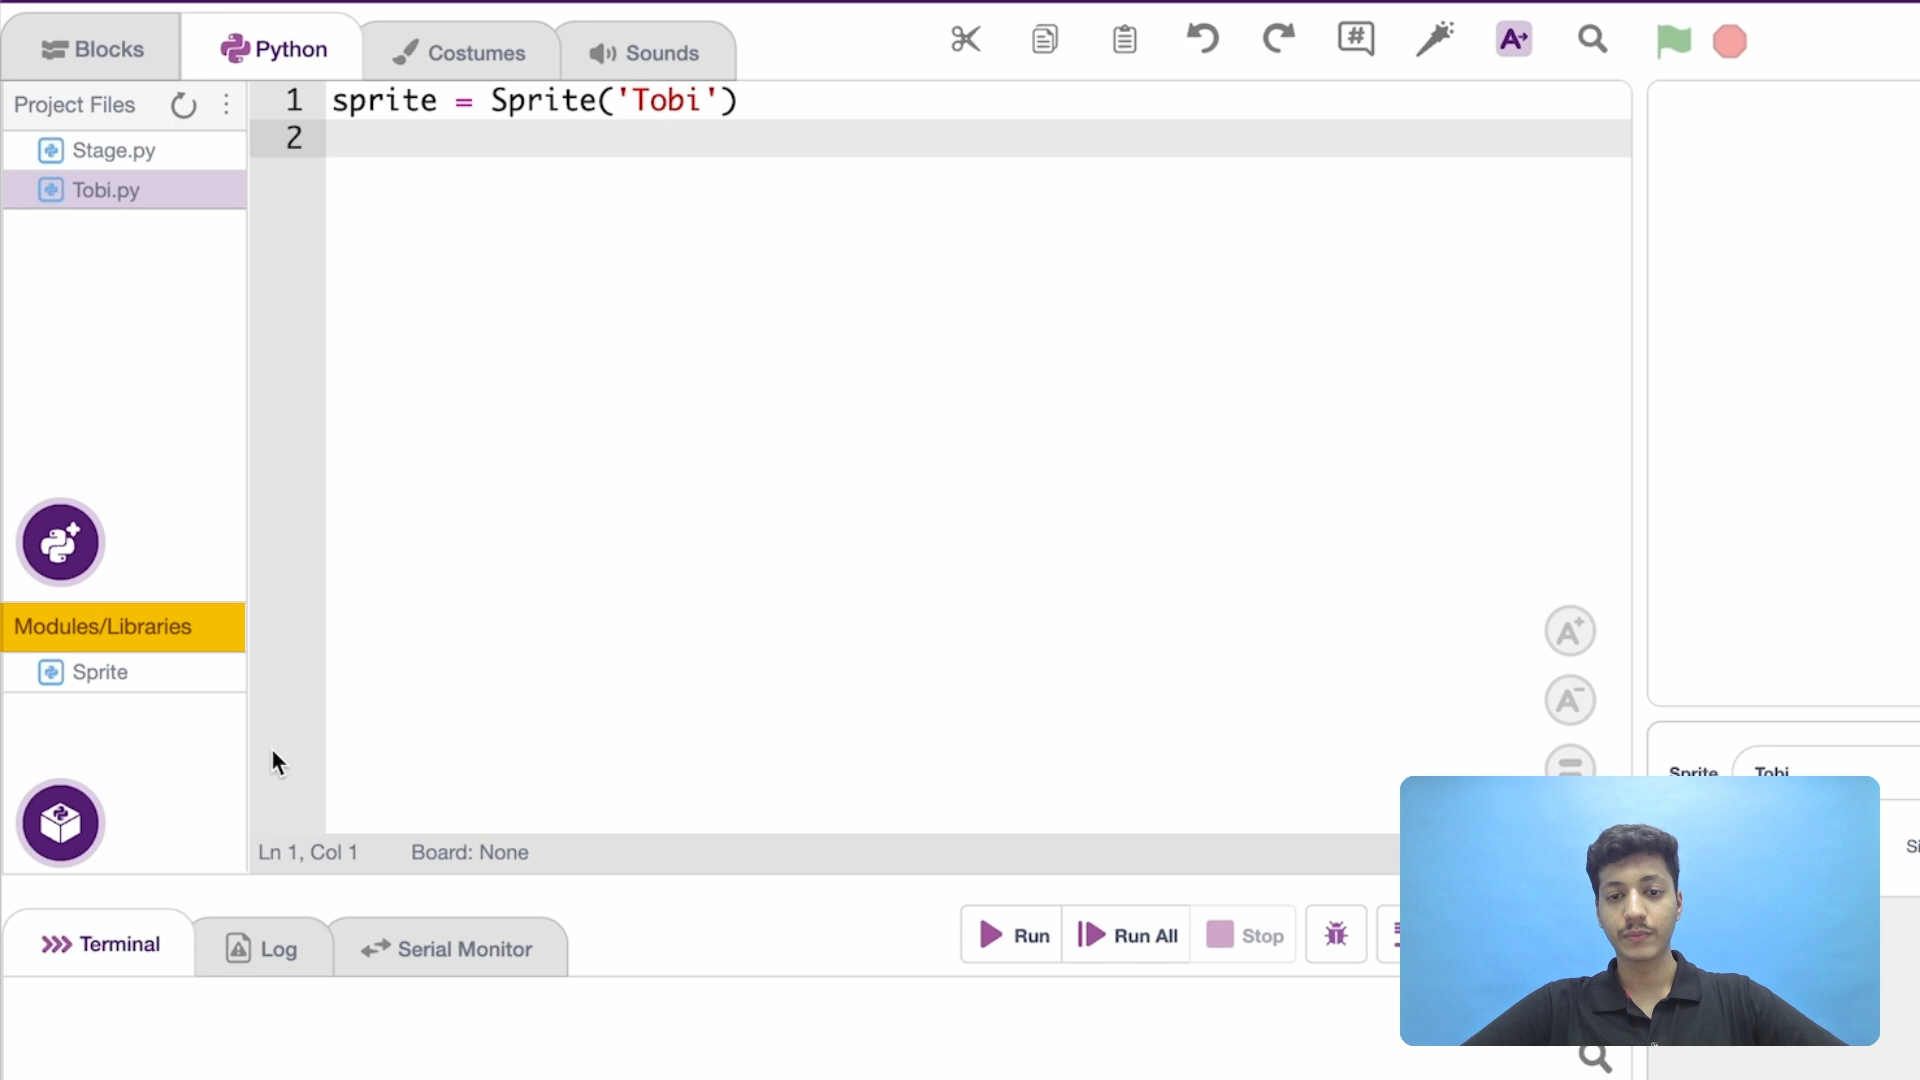 Blocks
Python
Costumes
Sounds
Project Files
Stage.py
Tobi.py
1 sprite = Sprite('Tobi')
2
Modules/Libraries
Sprite
Ln 1, Col 1
Board: None
Sprite
Tobi
Terminal
Log
Serial Monitor
Run
Run All
Stop